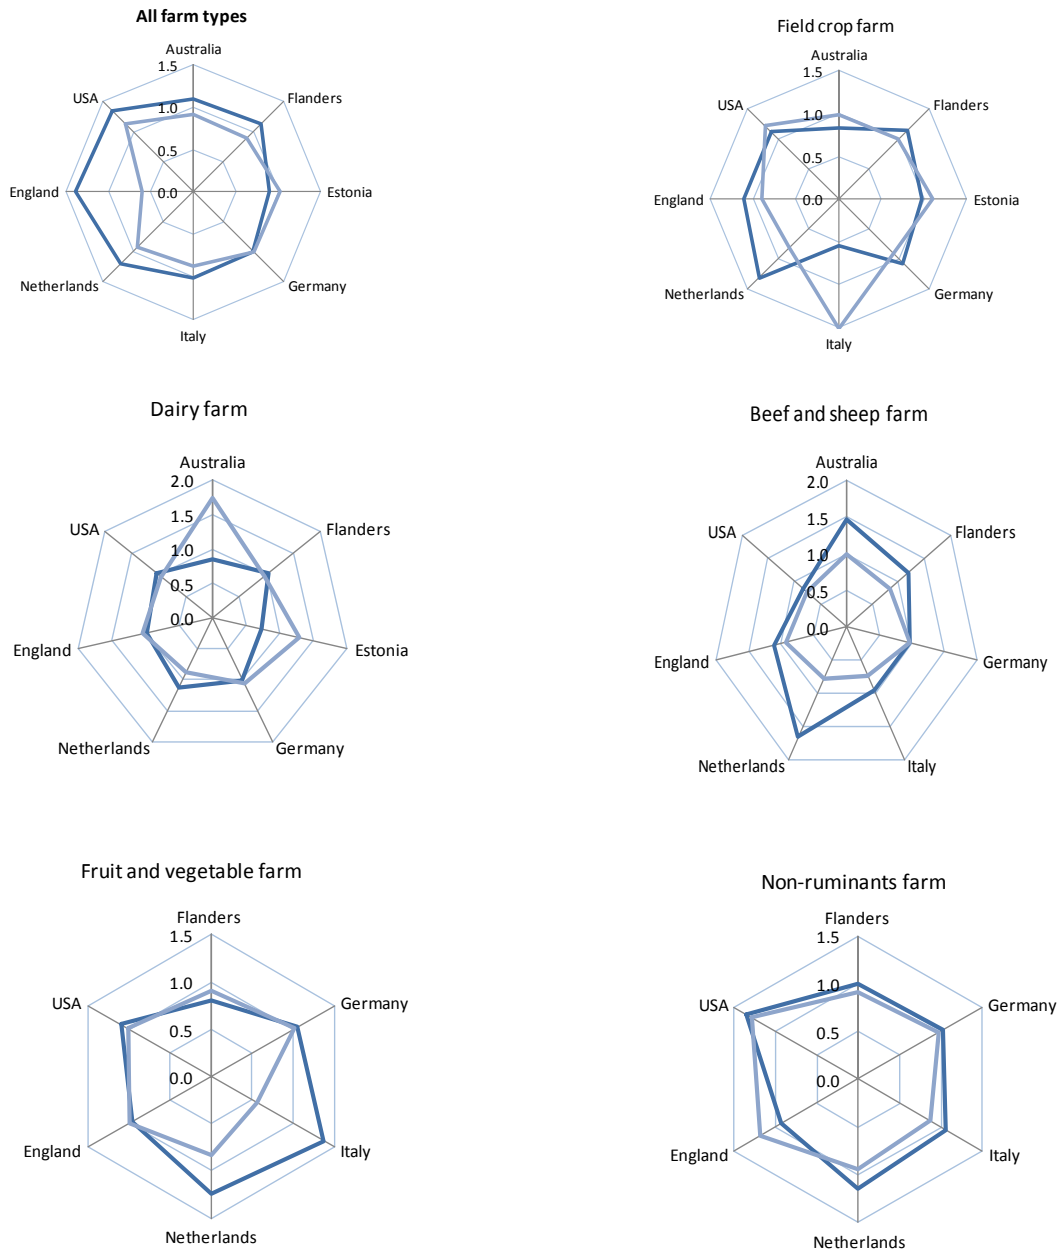 All farm types
Australia
1.5
USA
Flanders
1.0
0.5
England
0.0
Estonia
Netherlands
Germany
Italy
Field crop farm
Australia
1.5
USA
Flanders
1.0
0.5
England
0.0
Estonia
Netherlands
Germany
Italy
Dairy farm
Australia
2.0
USA
1.5
Flanders
1.0
0.5
0.0
England
Estonia
Netherlands
Germany
Beef and sheep farm
Australia
2.0
USA
1.5
Flanders
1.0
0.5
0.0
England
Germany
Netherlands
Italy
Fruit and vegetable farm
Flanders
1.5
USA
1.0
Germany
0.5
0.0
England
Italy
Netherlands
Non-ruminants farm
Flanders
1.5
USA
1.0
Germany
0.5
0.0
England
Italy
Netherlands